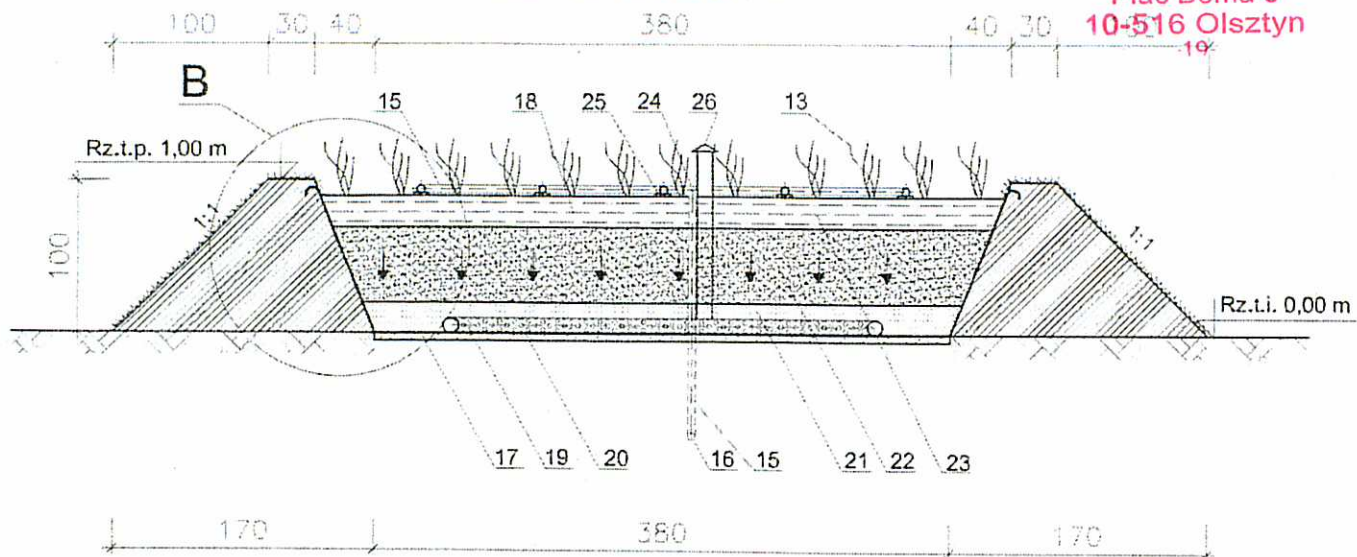 10-516 Olsztyn
-19-
100 30 40 380 40 30
B
15 18 25 24 26 13
Rz.t.p. 1,00 m
1:1
1:1
100
Rz.t.i. 0,00 m
17 19 20 16 15 21 22 23
170 380 170